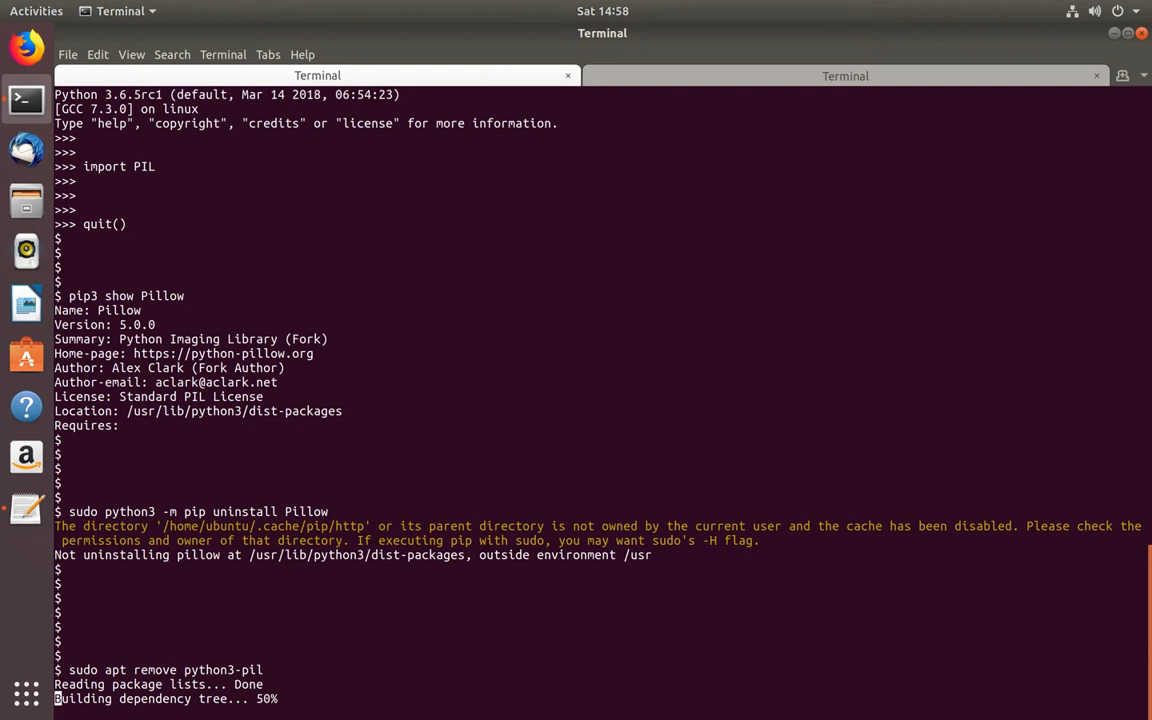 Activities Terminal Sat 14:58
Terminal
File Edit View Search Terminal Tabs Help
Terminal × Terminal ×
Python 3.6.5rc1 (default, Mar 14 2018, 06:54:23)
[GCC 7.3.0] on linux
Type "help", "copyright", "credits" or "license" for more information.
>>>
>>>
>>> import PIL
>>>
>>>
>>>
>>> quit()
$
$
$
$
$ pip3 show Pillow
Name: Pillow
Version: 5.0.0
Summary: Python Imaging Library (Fork)
Home-page: https://python-pillow.org
Author: Alex Clark (Fork Author)
Author-email: aclark@aclark.net
License: Standard PIL License
Location: /usr/lib/python3/dist-packages
Requires:
$
$
$
$
$
$ sudo python3 -m pip uninstall Pillow
The directory '/home/ubuntu/.cache/pip/http' or its parent directory is not owned by the current user and the cache has been disabled. Please check the
permissions and owner of that directory. If executing pip with sudo, you may want sudo's -H flag.
Not uninstalling pillow at /usr/lib/python3/dist-packages, outside environment /usr
$
$
$
$
$
$
$
$ sudo apt remove python3-pil
Reading package lists... Done
Building dependency tree... 50%